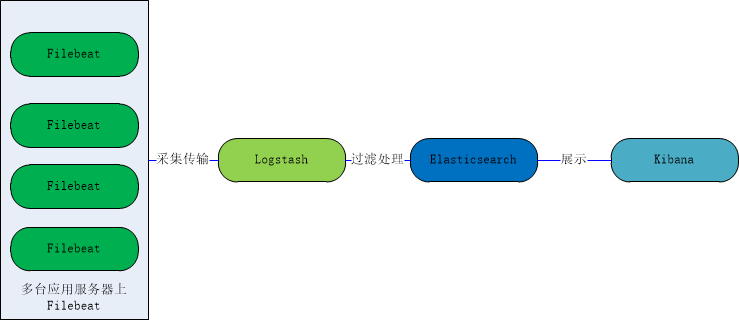 Filebeat
Filebeat
Filebeat
Filebeat
多台应用服务器上
Filebeat
采集传输
Logstash
过滤处理
Elasticsearch
展示
Kibana